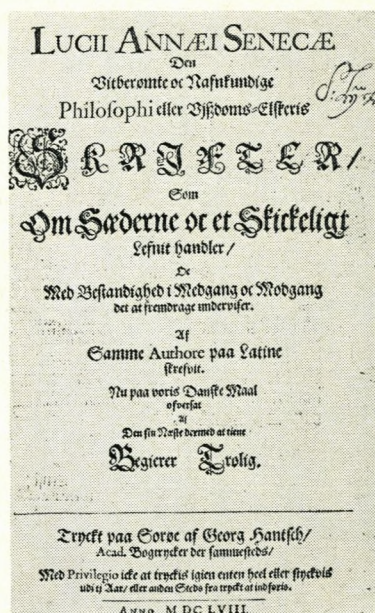 LUCII ANNÆI SENECÆ
Den
Vitberømte oc Nafnkundige
Philosophi eller Vjßdoms-Elskeris
SKRIFTER/
Som
Om Sæderne oc et Skickeligt
Lefnit handler/
Oc
Med Bestandighed i Medgang oc Modgang
det at fremdrage underviser.
Af
Samme Authore paa Latine
skrefvit.
Nu paa voris Danske Maal
ofversat
Af
Den sin Næste dermed at tiene
Begierer Trolig.
Tryckt paa Sorøe af Georg Hantsch/
Acad. Bogtrycker der sammesteds/
Med Privilegio icke at tryckis igien enten heel eller styckvis
udi tj Aar/ eller anden Steds fra tryckt at indføris.
ANNO M DC LVIII.